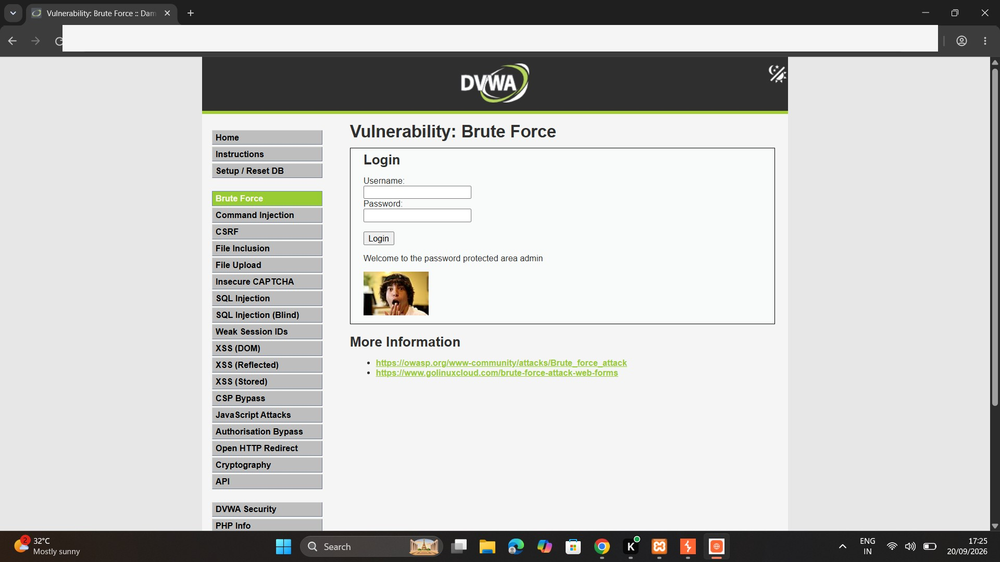 Vulnerability: Brute Force :: Dam
DVWA
Home
Instructions
Setup / Reset DB
Brute Force
Command Injection
CSRF
File Inclusion
File Upload
Insecure CAPTCHA
SQL Injection
SQL Injection (Blind)
Weak Session IDs
XSS (DOM)
XSS (Reflected)
XSS (Stored)
CSP Bypass
JavaScript Attacks
Authorisation Bypass
Open HTTP Redirect
Cryptography
API
DVWA Security
PHP Info
Vulnerability: Brute Force
Login
Username:
Password:
Login
Welcome to the password protected area admin
More Information
https://owasp.org/www-community/attacks/Brute_force_attack
https://www.golinuxcloud.com/brute-force-attack-web-forms
2
32°C
Mostly sunny
Search
K
ENG
IN
17:25
20/09/2026